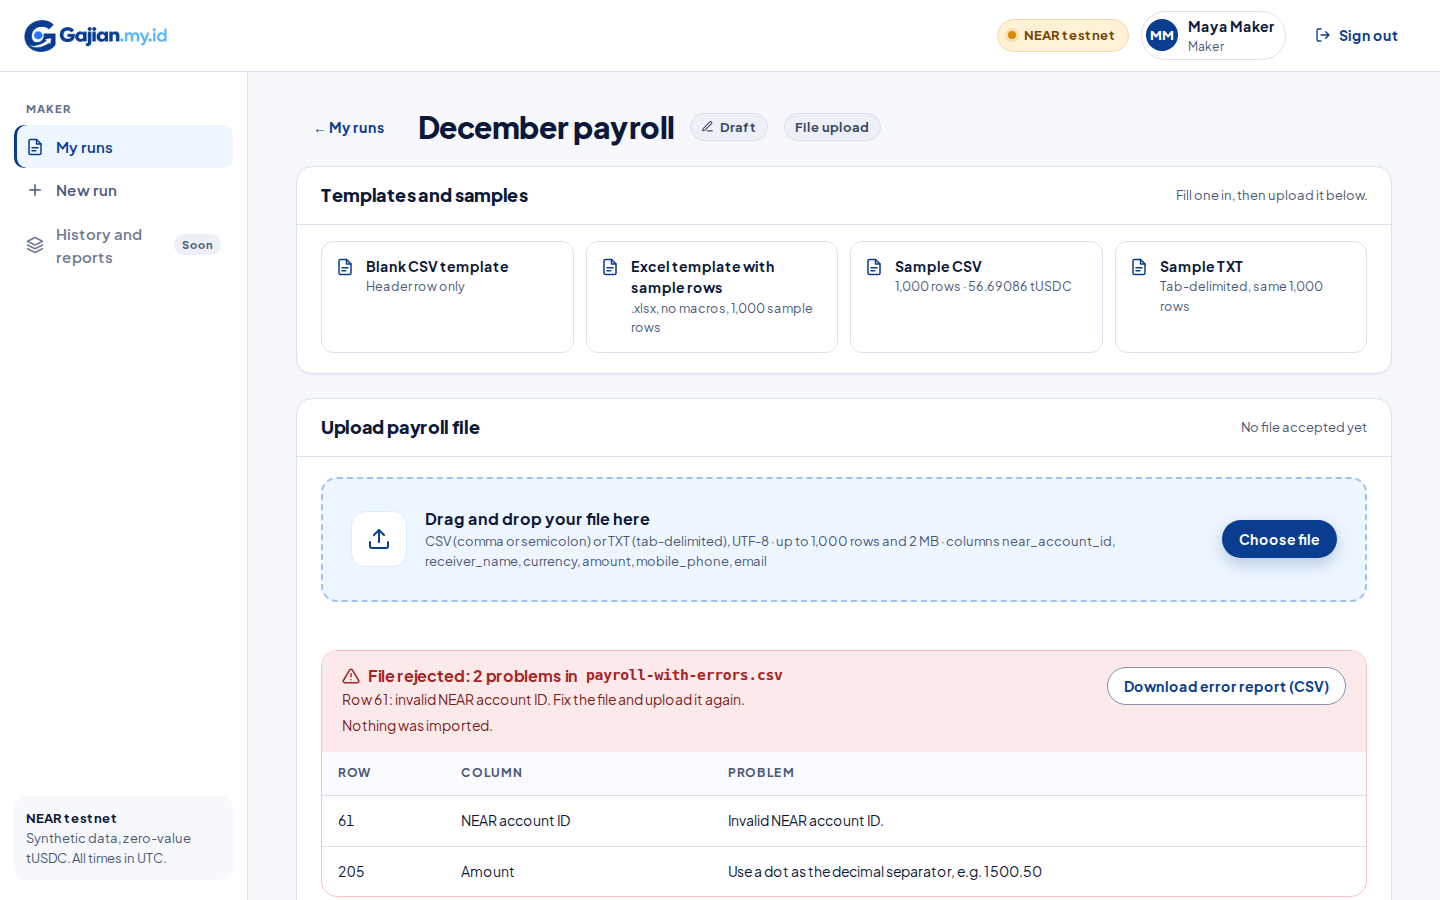 Gajian.my.id
NEAR testnet
MM
Maya Maker
Maker
Sign out
MAKER
My runs
New run
History and
reports
Soon
NEAR testnet
Synthetic data, zero-value
tUSDC. All times in UTC.
← My runs
December payroll
Draft
File upload
Templates and samples
Fill one in, then upload it below.
Blank CSV template
Header row only
Excel template with
sample rows
.xlsx, no macros, 1,000 sample
rows
Sample CSV
1,000 rows · 56.69086 tUSDC
Sample TXT
Tab-delimited, same 1,000
rows
Upload payroll file
No file accepted yet
Drag and drop your file here
CSV (comma or semicolon) or TXT (tab-delimited), UTF-8 · up to 1,000 rows and 2 MB · columns near_account_id,
receiver_name, currency, amount, mobile_phone, email
Choose file
File rejected: 2 problems in payroll-with-errors.csv
Row 61: invalid NEAR account ID. Fix the file and upload it again.
Nothing was imported.
Download error report (CSV)
ROW COLUMN PROBLEM
61 NEAR account ID Invalid NEAR account ID.
205 Amount Use a dot as the decimal separator, e.g. 1500.50